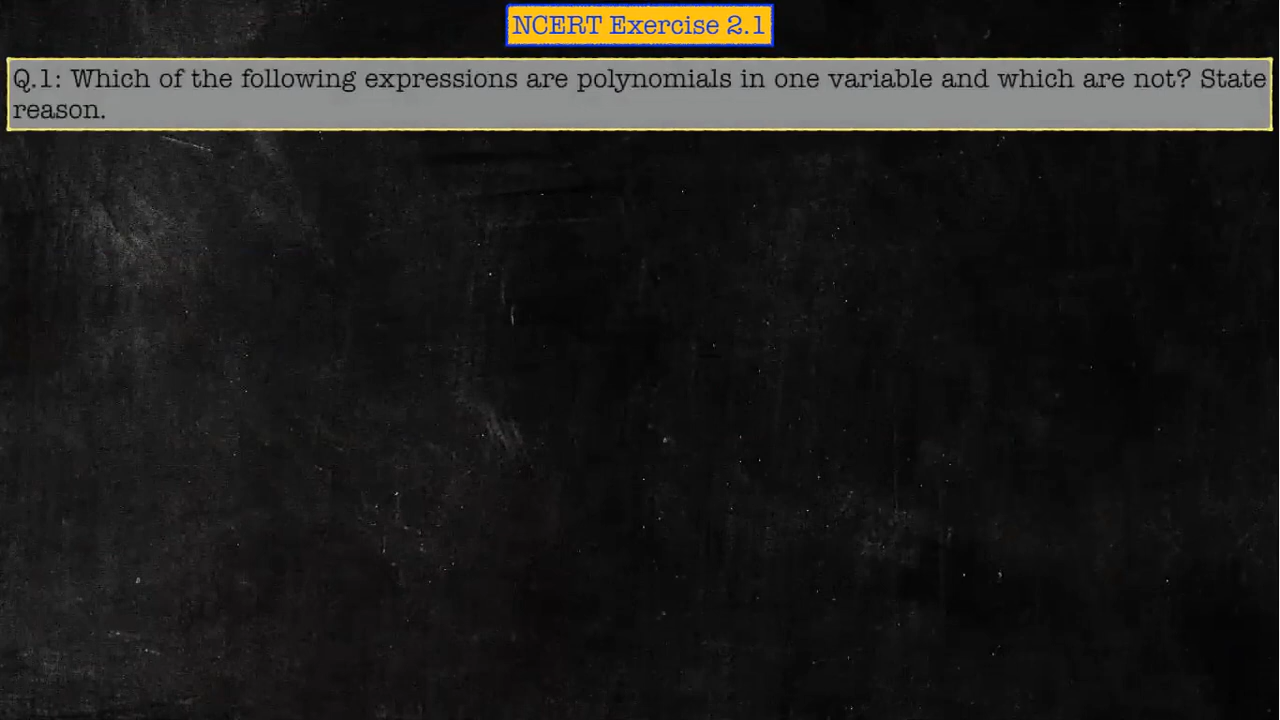 NCERT Exercise 2.1
Q.1: Which of the following expressions are polynomials in one variable and which are not? State
reason.